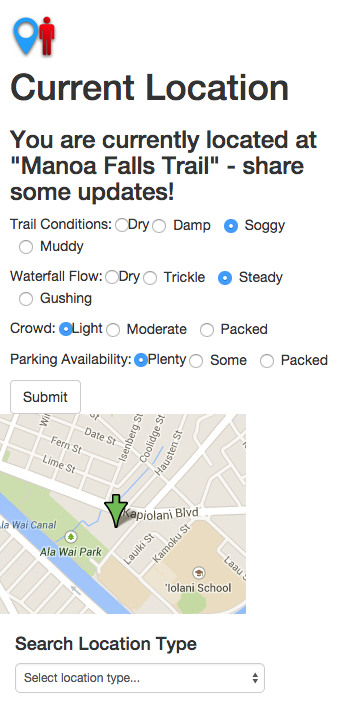 Current Location
You are currently located at
"Manoa Falls Trail" - share
some updates!
Trail Conditions: Dry Damp Soggy
Muddy
Waterfall Flow: Dry Trickle Steady
Gushing
Crowd: Light Moderate Packed
Parking Availability: Plenty Some Packed
Submit
Date St
Isenberg St
Coolidge St
Hausten St
Fern St
Lime St
Kapiolani Blvd
Ala Wai Canal
Ala Wai Park
Lauiki St
Kamoku St
Laau
'Iolani School
Search Location Type
Select location type...